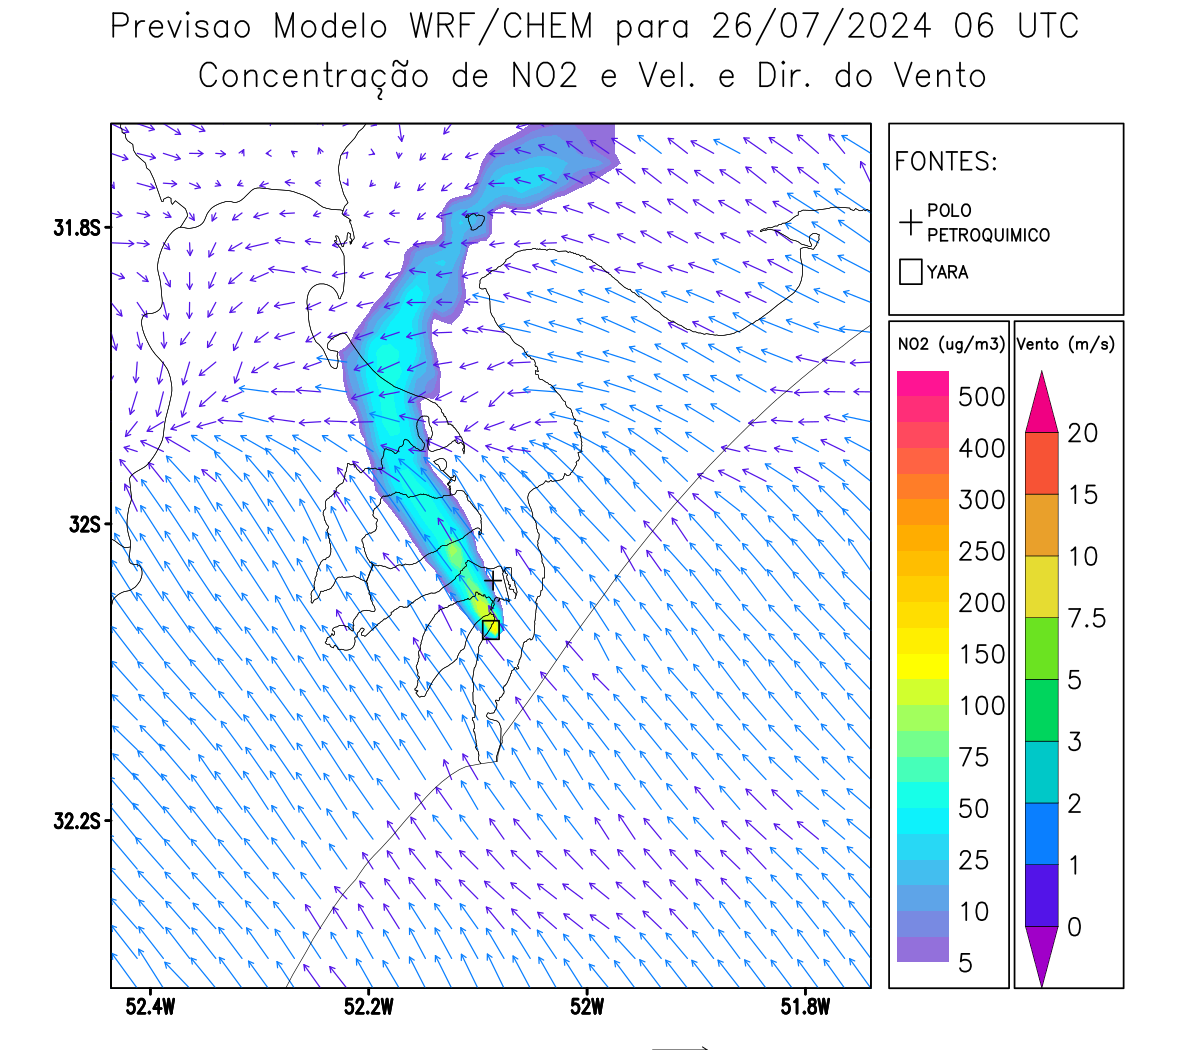 Previsao Modelo WRF/CHEM para 26/07/2024 06 UTC
Concentração de NO2 e Vel. e Dir. do Vento
FONTES:
POLO
PETROQUIMICO
YARA
NO2 (ug/m3)
500
400
300
250
200
150
100
75
50
25
10
5
Vento (m/s)
20
15
10
7.5
5
3
2
1
0
31.8S
32S
32.2S
52.4W
52.2W
52W
51.8W